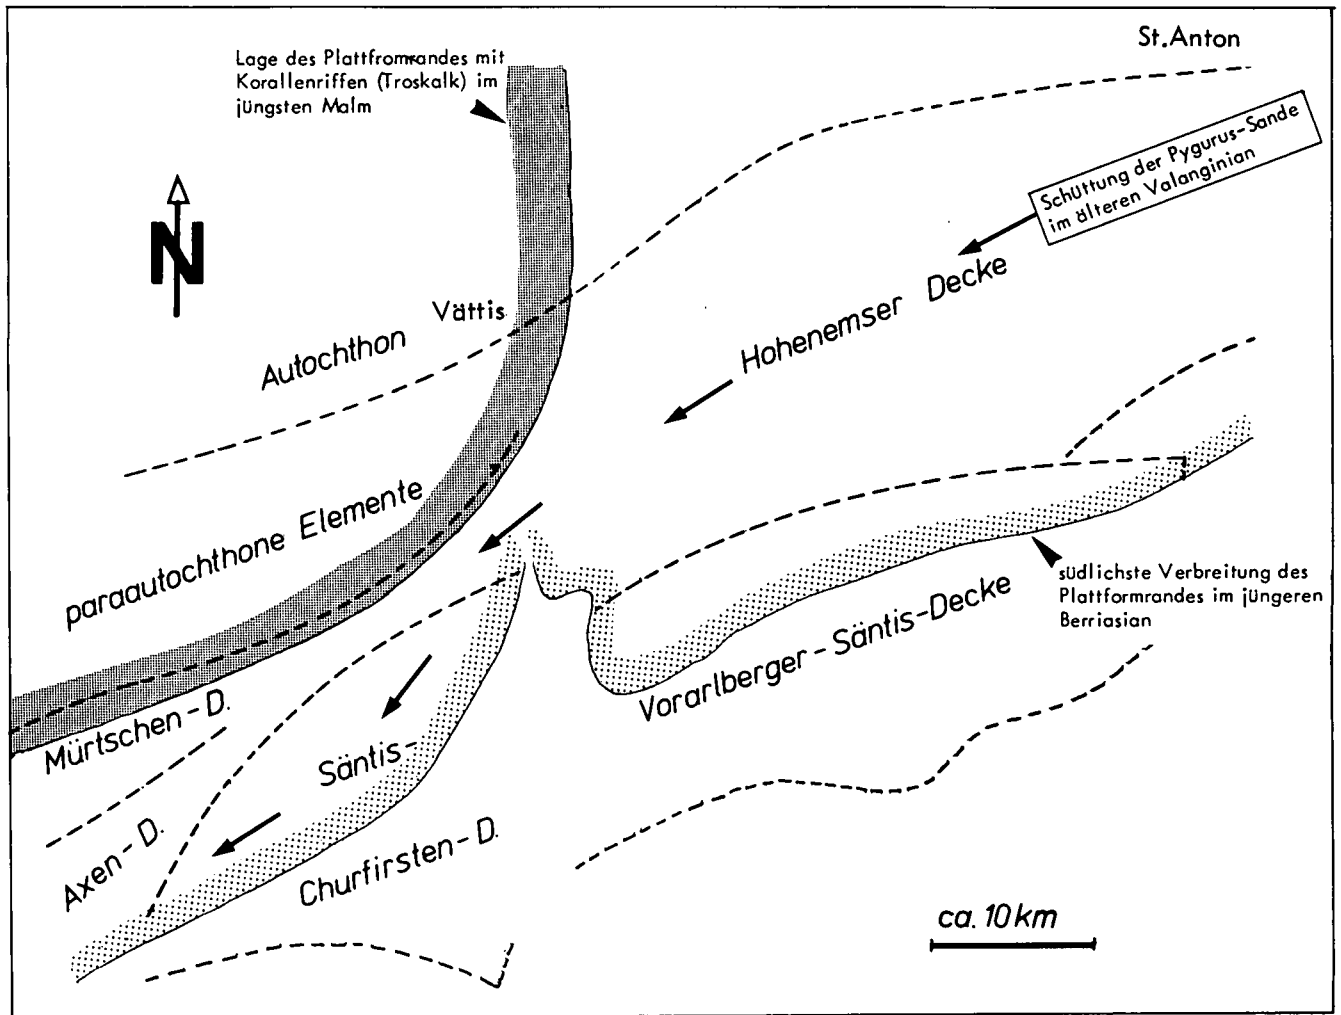 St.Anton
Lage des Plattfromrandes mit
Korallenriffen (Troskalk) im
jüngsten Malm
Schüttung der Pygurus-Sande
im älteren Valanginian
N
Hohenemser Decke
Vättis
Autochthon
paraautochthone Elemente
südlichste Verbreitung des
Plattformrandes im jüngeren
Berriasian
Vorarlberger-Säntis-Decke
Mürtschen-D.
Säntis-
Axen-D.
Churfirsten-D.
ca. 10 km